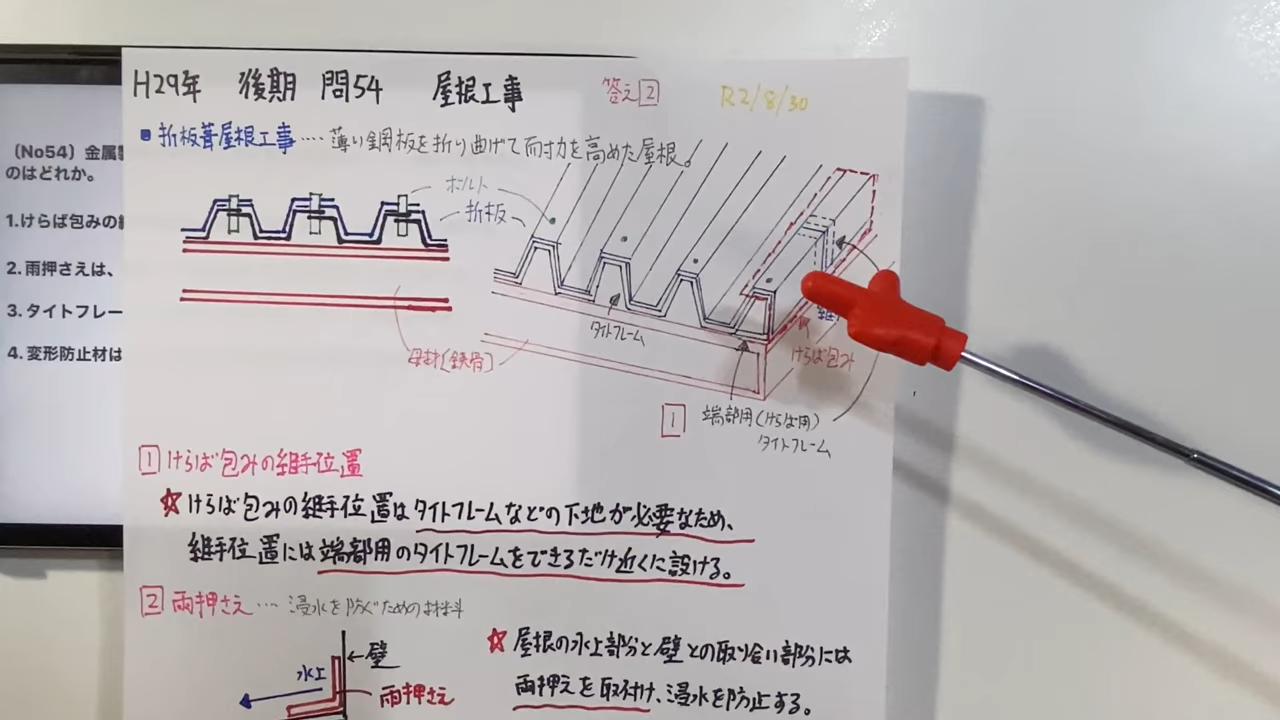 H29年 後期 問54 屋根工事 答え 2 R2/8/30
■ 折板葺屋根工事‥‥薄い鋼板を折り曲げて耐力を高めた屋根。
ボルト
折板
タイトフレーム
母材(鉄骨)
けらば包み
1 端部用(けらば用)
タイトフレーム
1 けらば包みの継手位置
☆けらば包みの継手位置はタイトフレームなどの下地が必要なため、
継手位置には端部用のタイトフレームをできるだけ近くに設ける。
2 雨押さえ‥‥浸水を防ぐための材料
←壁
水上
雨押さえ
☆屋根の水上部分と壁との取り合い部分には
雨押えを取付け、浸水を防止する。
〔No54〕金属
のはどれか。
1.けらば包みの
2.雨押さえは、
3.タイトフレー
4.変形防止材は